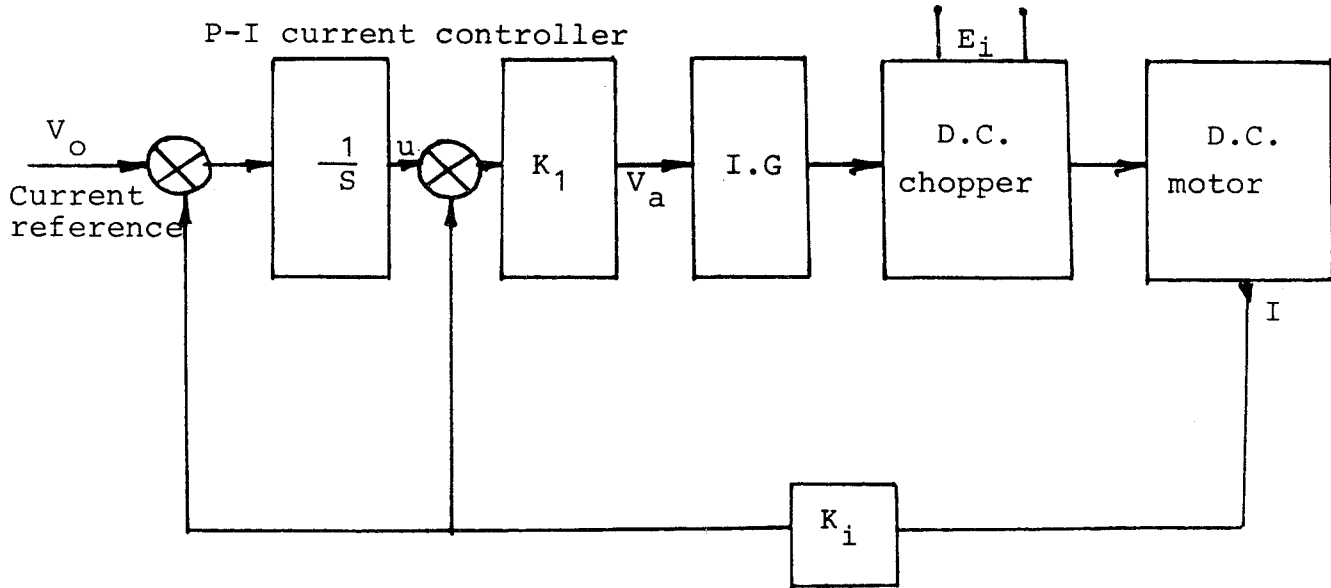 P-I current controller
E_i
V_o
Current
reference
1
S
u
K_1
V_a
I.G
D.C.
chopper
D.C.
motor
I
K_i